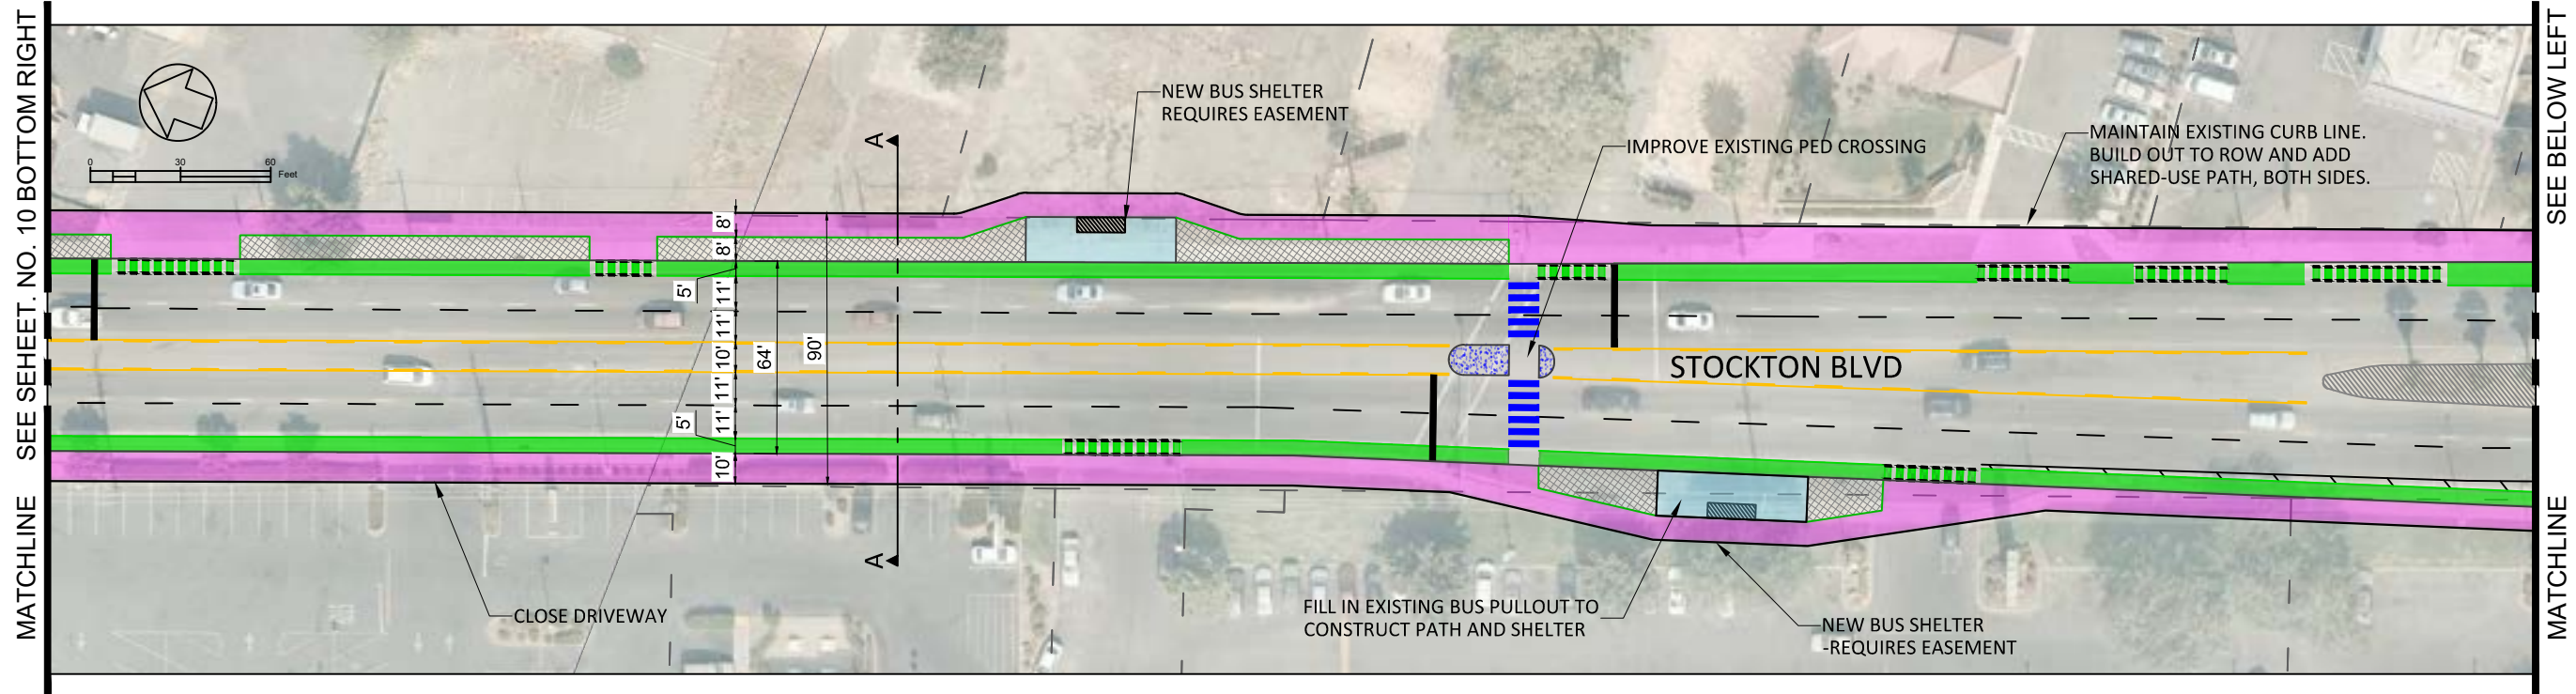 MATCHLINE SEE SEHEET. NO. 10 BOTTOM RIGHT
0 30 60
Feet
NEW BUS SHELTER
REQUIRES EASEMENT
IMPROVE EXISTING PED CROSSING
MAINTAIN EXISTING CURB LINE.
BUILD OUT TO ROW AND ADD
SHARED-USE PATH, BOTH SIDES.
A
8'
8'
5'
11'
11'
10'
11'
11'
5'
10'
64'
90'
A
STOCKTON BLVD
CLOSE DRIVEWAY
FILL IN EXISTING BUS PULLOUT TO
CONSTRUCT PATH AND SHELTER
NEW BUS SHELTER
-REQUIRES EASEMENT
MATCHLINE SEE BELOW LEFT